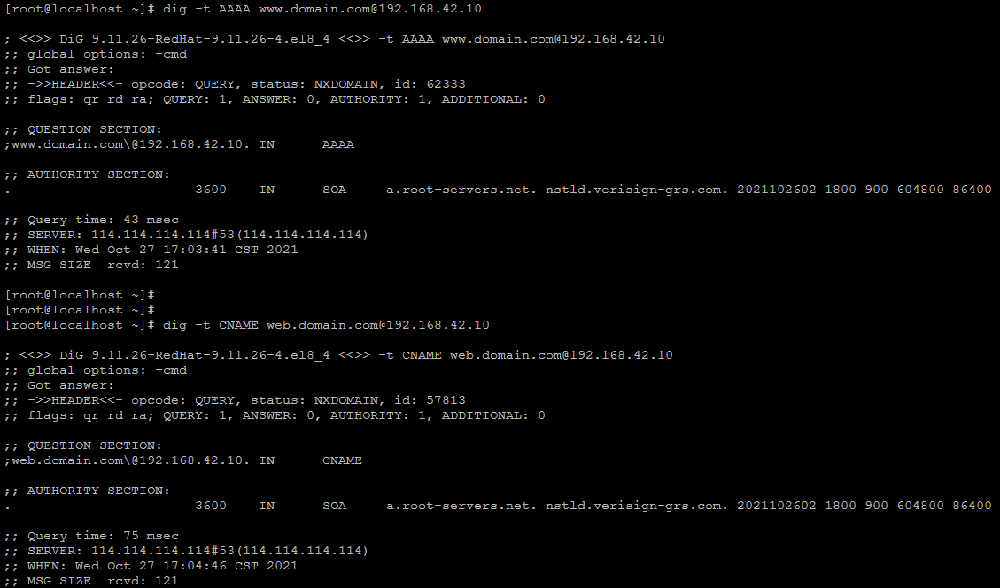 [root@localhost ~]# dig -t AAAA www.domain.com@192.168.42.10
; <<>> DiG 9.11.26-RedHat-9.11.26-4.el8_4 <<>> -t AAAA www.domain.com@192.168.42.10
;; global options: +cmd
;; Got answer:
;; ->>HEADER<<- opcode: QUERY, status: NXDOMAIN, id: 62333
;; flags: qr rd ra; QUERY: 1, ANSWER: 0, AUTHORITY: 1, ADDITIONAL: 0
;; QUESTION SECTION:
;www.domain.com\@192.168.42.10. IN      AAAA
;; AUTHORITY SECTION:
.                       3600    IN      SOA     a.root-servers.net. nstld.verisign-grs.com. 2021102602 1800 900 604800 86400
;; Query time: 43 msec
;; SERVER: 114.114.114.114#53(114.114.114.114)
;; WHEN: Wed Oct 27 17:03:41 CST 2021
;; MSG SIZE  rcvd: 121
[root@localhost ~]#
[root@localhost ~]#
[root@localhost ~]# dig -t CNAME web.domain.com@192.168.42.10
; <<>> DiG 9.11.26-RedHat-9.11.26-4.el8_4 <<>> -t CNAME web.domain.com@192.168.42.10
;; global options: +cmd
;; Got answer:
;; ->>HEADER<<- opcode: QUERY, status: NXDOMAIN, id: 57813
;; flags: qr rd ra; QUERY: 1, ANSWER: 0, AUTHORITY: 1, ADDITIONAL: 0
;; QUESTION SECTION:
;web.domain.com\@192.168.42.10. IN      CNAME
;; AUTHORITY SECTION:
.                       3600    IN      SOA     a.root-servers.net. nstld.verisign-grs.com. 2021102602 1800 900 604800 86400
;; Query time: 75 msec
;; SERVER: 114.114.114.114#53(114.114.114.114)
;; WHEN: Wed Oct 27 17:04:46 CST 2021
;; MSG SIZE  rcvd: 121